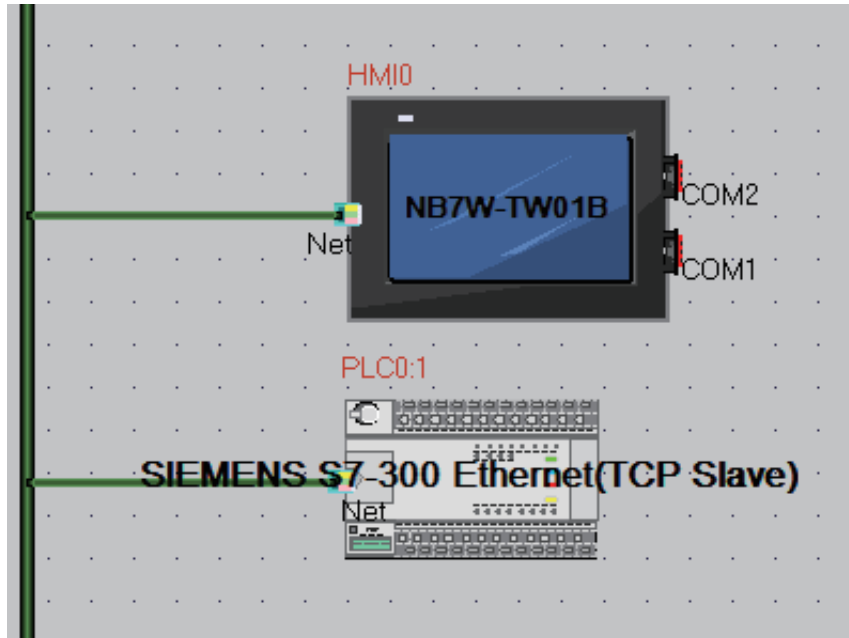 HMI0
NB7W-TW01B
COM2
Net
COM1
PLC0:1
SIEMENS S7-300 Ethernet(TCP Slave)
Net